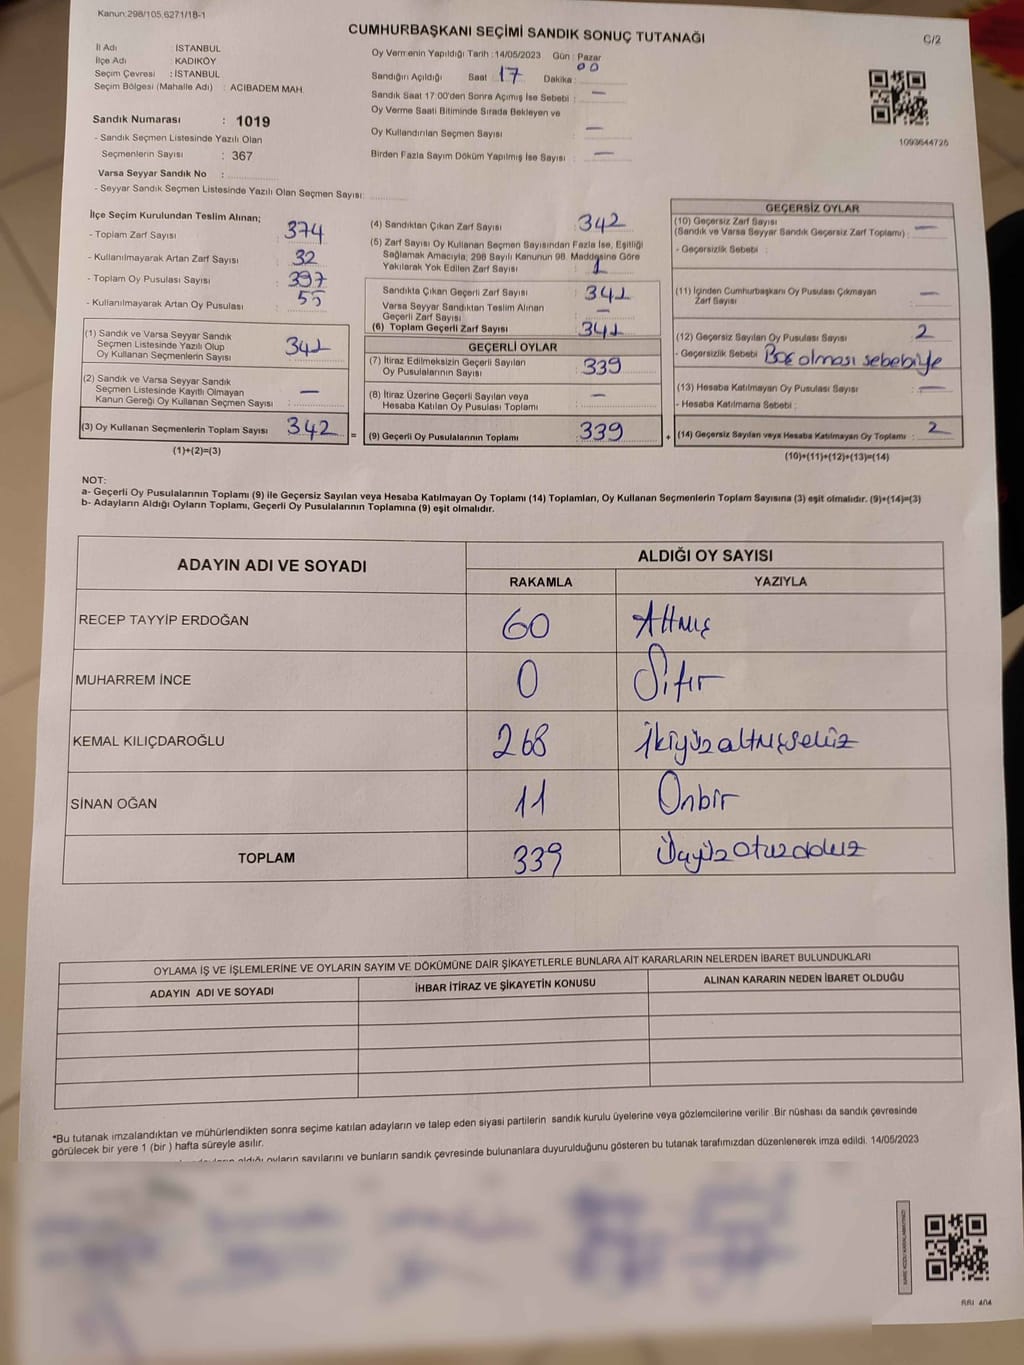 Kanun:298/105,6271/18-1
CUMHURBAŞKANI SEÇİMİ SANDIK SONUÇ TUTANAĞI
C/2
İl Adı : İSTANBUL
İlçe Adı : KADIKÖY
Seçim Çevresi : İSTANBUL
Seçim Bölgesi (Mahalle Adı) : ACIBADEM MAH.
Sandık Numarası : 1019
- Sandık Seçmen Listesinde Yazılı Olan
Seçmenlerin Sayısı : 367
Varsa Seyyar Sandık No :
- Seyyar Sandık Seçmen Listesinde Yazılı Olan Seçmen Sayısı:
Oy Vermenin Yapıldığı Tarih :14/05/2023 Gün : Pazar
Sandığın Açıldığı Saat 17 Dakika : 00
Sandık Saat 17:00'den Sonra Açımış İse Sebebi : —
Oy Verme Saati Bitiminde Sırada Bekleyen ve
Oy Kullandırılan Seçmen Sayısı : —
Birden Fazla Sayım Döküm Yapılmış İse Sayısı : —
1093644725
İlçe Seçim Kurulundan Teslim Alınan;
- Toplam Zarf Sayısı : 374
- Kullanılmayarak Artan Zarf Sayısı : 32
- Toplam Oy Pusulası Sayısı : 397
- Kullanılmayarak Artan Oy Pusulası : 55
(1) Sandık ve Varsa Seyyar Sandık
Seçmen Listesinde Yazılı Olup
Oy Kullanan Seçmenlerin Sayısı : 342
(2) Sandık ve Varsa Seyyar Sandık
Seçmen Listesinde Kayıtlı Olmayan
Kanun Gereği Oy Kullanan Seçmen Sayısı : —
(3) Oy Kullanan Seçmenlerin Toplam Sayısı : 342 =
(1)+(2)=(3)
(4) Sandıktan Çıkan Zarf Sayısı : 342
(5) Zarf Sayısı Oy Kullanan Seçmen Sayısından Fazla İse, Eşitliği
Sağlamak Amacıyla, 298 Sayılı Kanunun 98. Maddesine Göre
Yakılarak Yok Edilen Zarf Sayısı : 1
Sandıkta Çıkan Geçerli Zarf Sayısı : 341
Varsa Seyyar Sandıktan Teslim Alınan
Geçerli Zarf Sayısı : —
(6) Toplam Geçerli Zarf Sayısı : 341
GEÇERLİ OYLAR
(7) İtiraz Edilmeksizin Geçerli Sayılan
Oy Pusulalarının Sayısı : 339
(8) İtiraz Üzerine Geçerli Sayılan veya
Hesaba Katılan Oy Pusulası Toplamı : —
(9) Geçerli Oy Pusulalarının Toplamı : 339 +
GEÇERSİZ OYLAR
(10) Geçersiz Zarf Sayısı
(Sandık ve Varsa Seyyar Sandık Geçersiz Zarf Toplamı) : —
- Geçersizlik Sebebi :
(11) İçinden Cumhurbaşkanı Oy Pusulası Çıkmayan
Zarf Sayısı : —
(12) Geçersiz Sayılan Oy Pusulası Sayısı : 2
- Geçersizlik Sebebi : Boş olması sebebiyle
(13) Hesaba Katılmayan Oy Pusulası Sayısı : —
- Hesaba Katılmama Sebebi :
(14) Geçersiz Sayılan veya Hesaba Katılmayan Oy Toplamı : 2
(10)+(11)+(12)+(13)=(14)
NOT:
a- Geçerli Oy Pusulalarının Toplamı (9) ile Geçersiz Sayılan veya Hesaba Katılmayan Oy Toplamı (14) Toplamları, Oy Kullanan Seçmenlerin Toplam Sayısına (3) eşit olmalıdır. (9)+(14)=(3)
b- Adayların Aldığı Oyların Toplamı, Geçerli Oy Pusulalarının Toplamına (9) eşit olmalıdır.
ADAYIN ADI VE SOYADI
ALDIĞI OY SAYISI
RAKAMLA YAZIYLA
RECEP TAYYİP ERDOĞAN 60 Altmış
MUHARREM İNCE 0 Sıfır
KEMAL KILIÇDAROĞLU 268 İkiyüzaltmışsekiz
SİNAN OĞAN 11 Onbir
TOPLAM 339 Üçyüzotuzdokuz
OYLAMA İŞ VE İŞLEMLERİNE VE OYLARIN SAYIM VE DÖKÜMÜNE DAİR ŞİKAYETLERLE BUNLARA AİT KARARLARIN NELERDEN İBARET BULUNDUKLARI
ADAYIN ADI VE SOYADI İHBAR İTİRAZ VE ŞİKAYETİN KONUSU ALINAN KARARIN NEDEN İBARET OLDUĞU
*Bu tutanak imzalandıktan ve mühürlendikten sonra seçime katılan adayların ve talep eden siyasi partilerin sandık kurulu üyelerine veya gözlemcilerine verilir .Bir nüshası da sandık çevresinde
görülecek bir yere 1 (bir ) hafta süreyle asılır.
aldığı oyların sayılarını ve bunların sandık çevresinde bulunanlara duyurulduğunu gösteren bu tutanak tarafımızdan düzenlenerek imza edildi. 14/05/2023